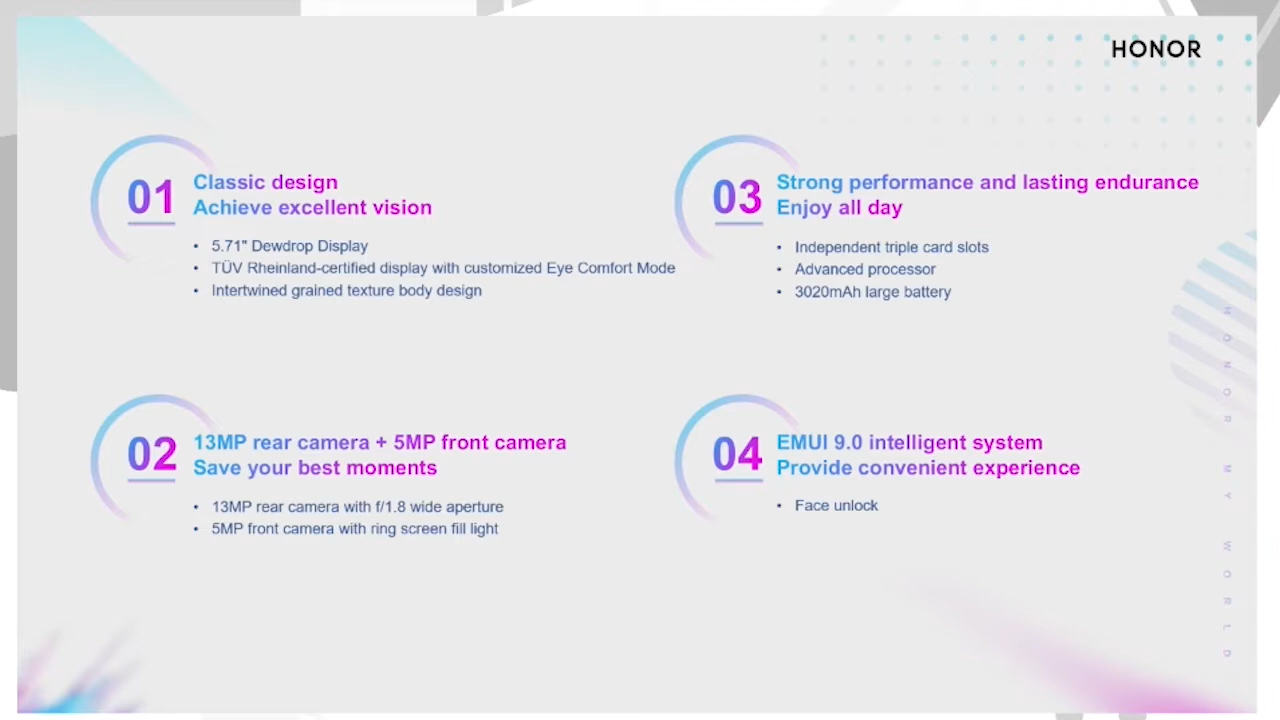 HONOR
01
Classic design
Achieve excellent vision
• 5.71" Dewdrop Display
• TÜV Rheinland-certified display with customized Eye Comfort Mode
• Intertwined grained texture body design
03
Strong performance and lasting endurance
Enjoy all day
• Independent triple card slots
• Advanced processor
• 3020mAh large battery
02
13MP rear camera + 5MP front camera
Save your best moments
• 13MP rear camera with f/1.8 wide aperture
• 5MP front camera with ring screen fill light
04
EMUI 9.0 intelligent system
Provide convenient experience
• Face unlock
HONOR MY WORLD